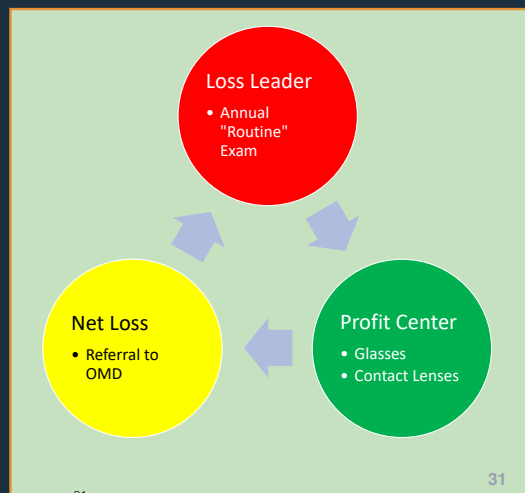 Loss Leader
• Annual
"Routine"
Exam
Profit Center
• Glasses
• Contact Lenses
Net Loss
• Referral to
OMD
31